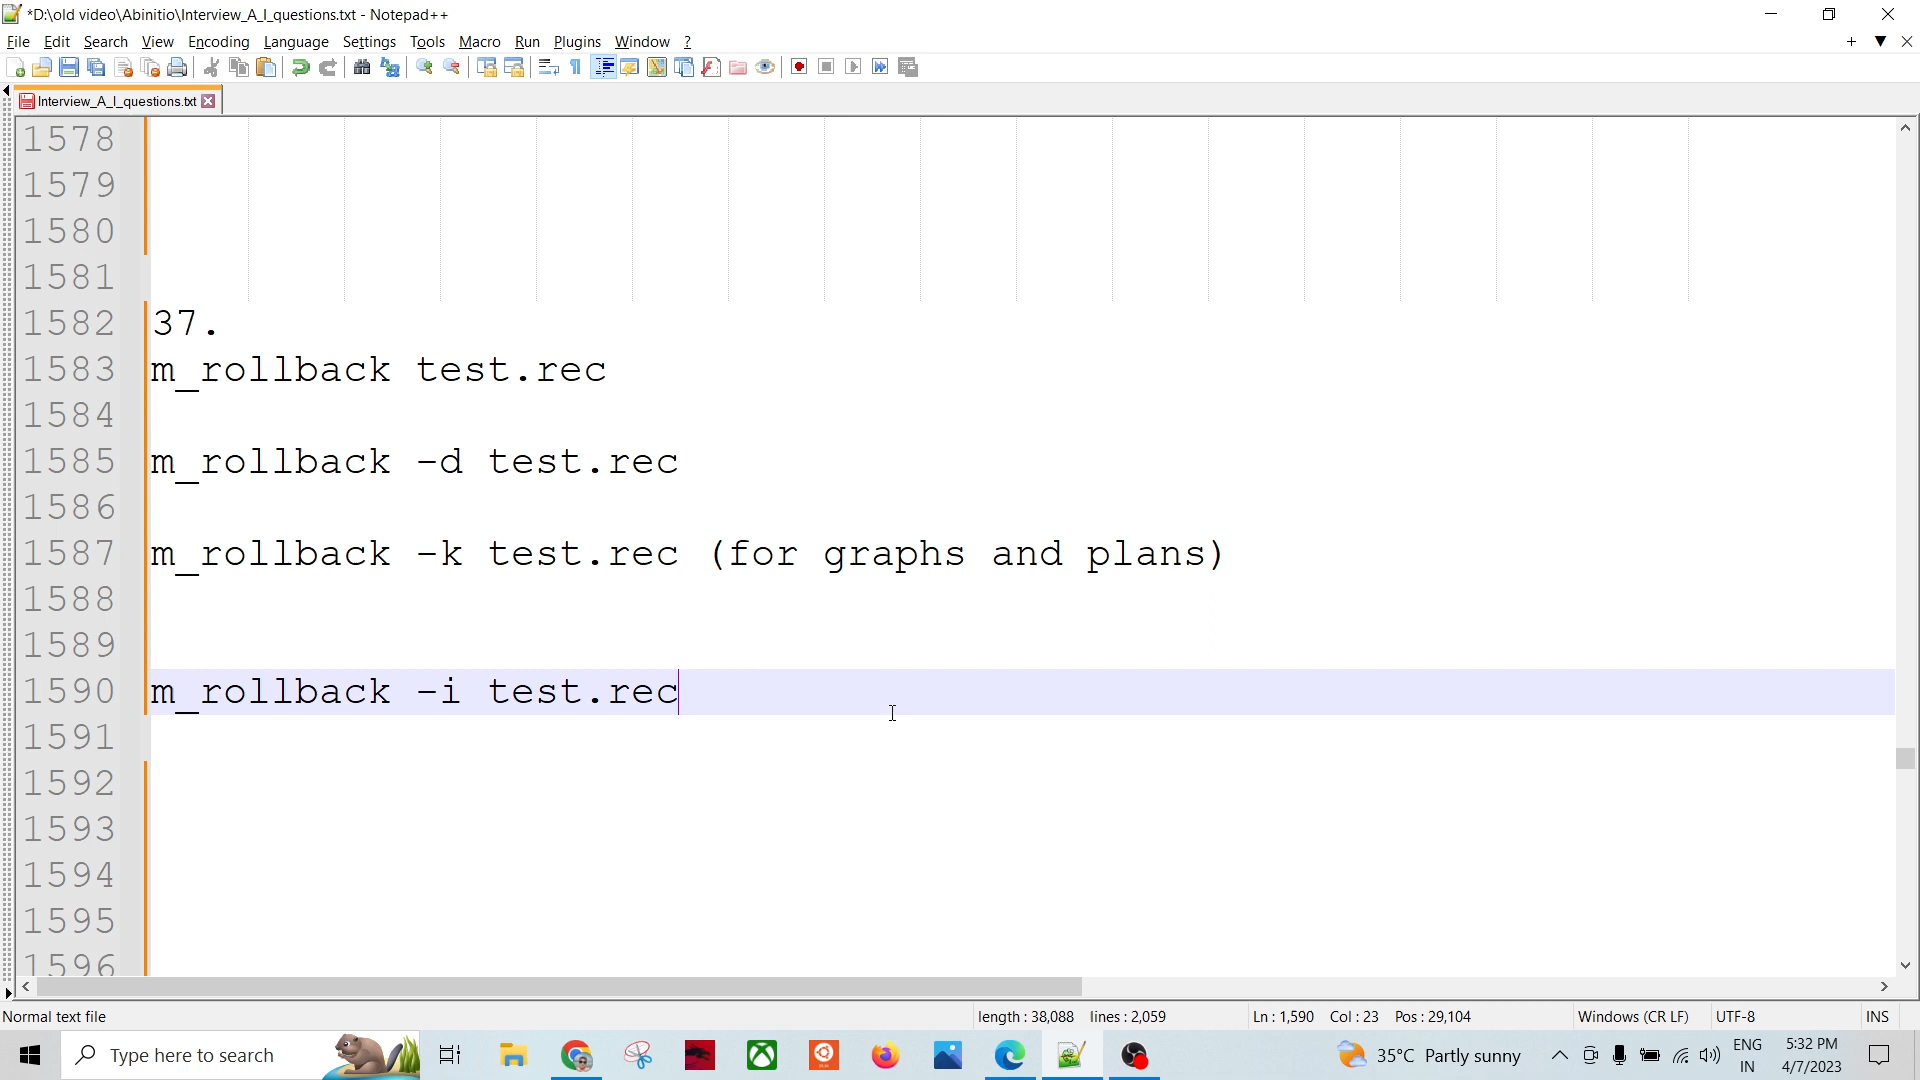 *D:\old video\Abinitio\Interview_A_I_questions.txt - Notepad++
File Edit Search View Encoding Language Settings Tools Macro Run Plugins Window ?
Interview_A_I_questions.txt
1578
1579
1580
1581
1582 37.
1583 m_rollback test.rec
1584
1585 m_rollback -d test.rec
1586
1587 m_rollback -k test.rec (for graphs and plans)
1588
1589
1590 m_rollback -i test.rec
1591
1592
1593
1594
1595
1596
Normal text file length : 38,088 lines : 2,059 Ln : 1,590 Col : 23 Pos : 29,104 Windows (CR LF) UTF-8 INS
Type here to search 35°C Partly sunny ENG IN 5:32 PM 4/7/2023